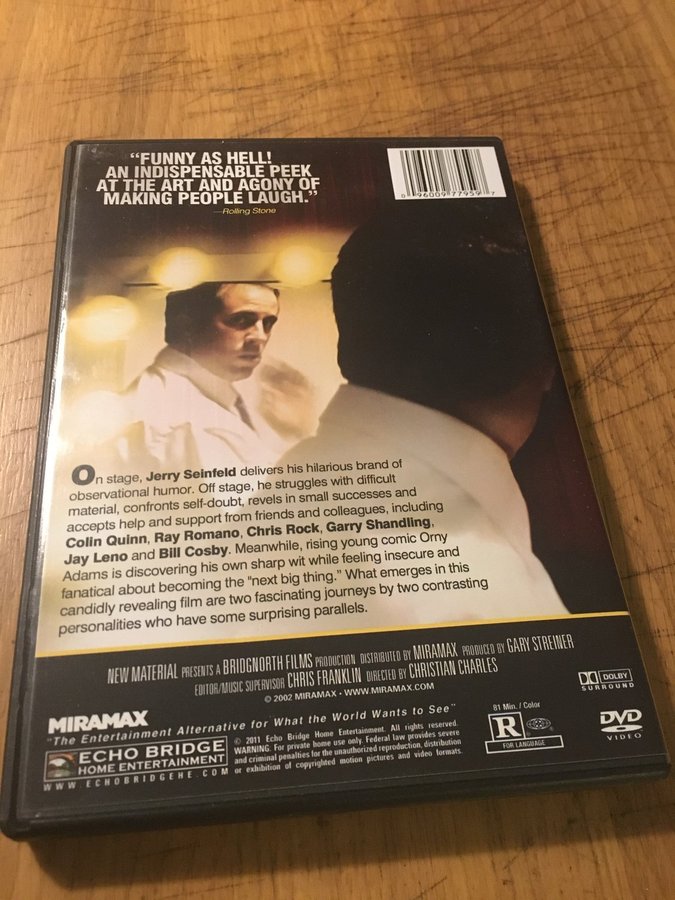 “FUNNY AS HELL!
AN INDISPENSABLE PEEK
AT THE ART AND AGONY OF
MAKING PEOPLE LAUGH.”
—Rolling Stone
0 96009 77959 7
On stage, Jerry Seinfeld delivers his hilarious brand of
observational humor. Off stage, he struggles with difficult
material, confronts self-doubt, revels in small successes and
accepts help and support from friends and colleagues, including
Colin Quinn, Ray Romano, Chris Rock, Garry Shandling,
Jay Leno and Bill Cosby. Meanwhile, rising young comic Orny
Adams is discovering his own sharp wit while feeling insecure and
fanatical about becoming the “next big thing.” What emerges in this
candidly revealing film are two fascinating journeys by two contrasting
personalities who have some surprising parallels.
NEW MATERIAL PRESENTS A BRIDGNORTH FILMS PRODUCTION DISTRIBUTED BY MIRAMAX PRODUCED BY GARY STREINER
EDITOR/MUSIC SUPERVISOR CHRIS FRANKLIN DIRECTED BY CHRISTIAN CHARLES
© 2002 MIRAMAX • WWW.MIRAMAX.COM
DOLBY
SURROUND
MIRAMAX
“The Entertainment Alternative for What the World Wants to See”
ECHO BRIDGE
HOME ENTERTAINMENT
WWW.ECHOBRIDGEHE.COM
© 2011 Echo Bridge Home Entertainment. All rights reserved.
WARNING: For private home use only. Federal law provides severe
and criminal penalties for the unauthorized reproduction, distribution
or exhibition of copyrighted motion pictures and video formats.
81 Min. / Color
R
FOR LANGUAGE
DVD
VIDEO